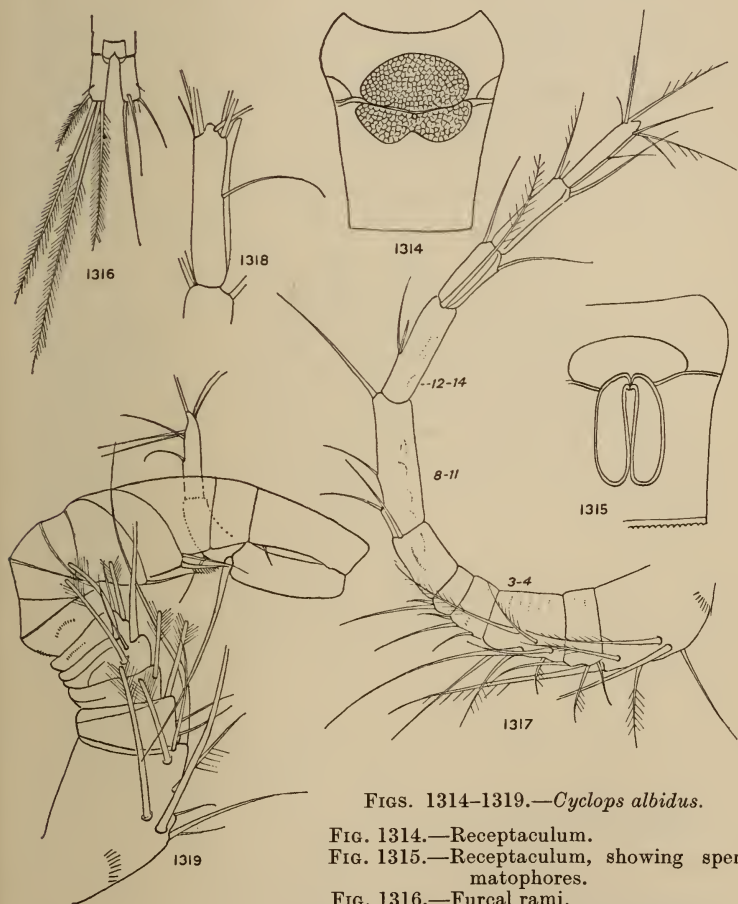 1316
1318
1314
--12-14
8-11
1315
3-4
1317
1319
FIGS. 1314–1319.—Cyclops albidus.
FIG. 1314.—Receptaculum.
FIG. 1315.—Receptaculum, showing sper-
matophores.
FIG. 1316.—Furcal rami.